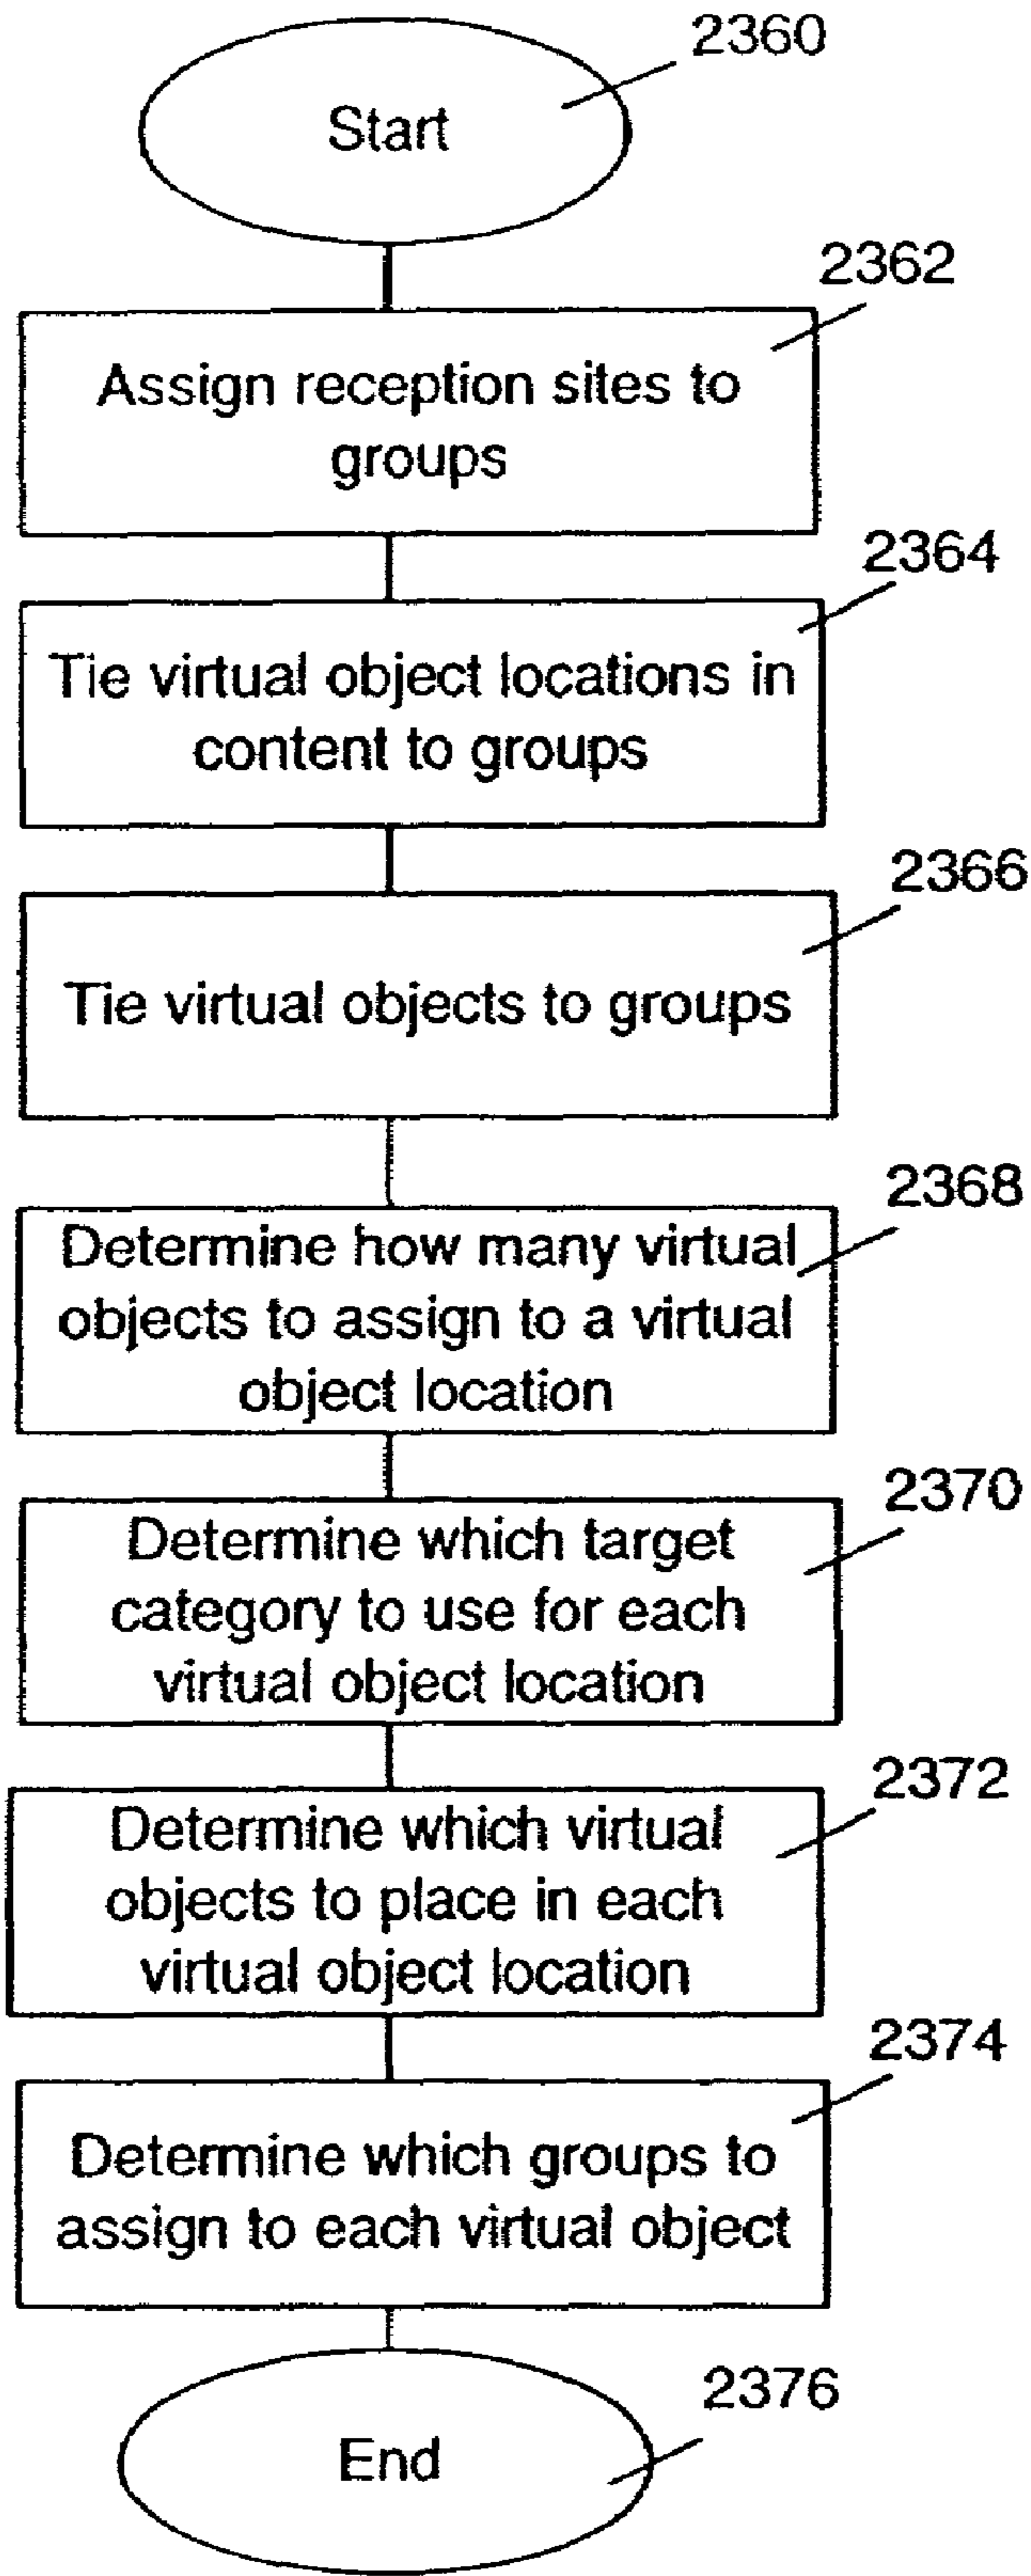 2360
Start
2362
Assign reception sites to
groups
2364
Tie virtual object locations in
content to groups
2366
Tie virtual objects to groups
2368
Determine how many virtual
objects to assign to a virtual
object location
2370
Determine which target
category to use for each
virtual object location
2372
Determine which virtual
objects to place in each
virtual object location
2374
Determine which groups to
assign to each virtual object
2376
End